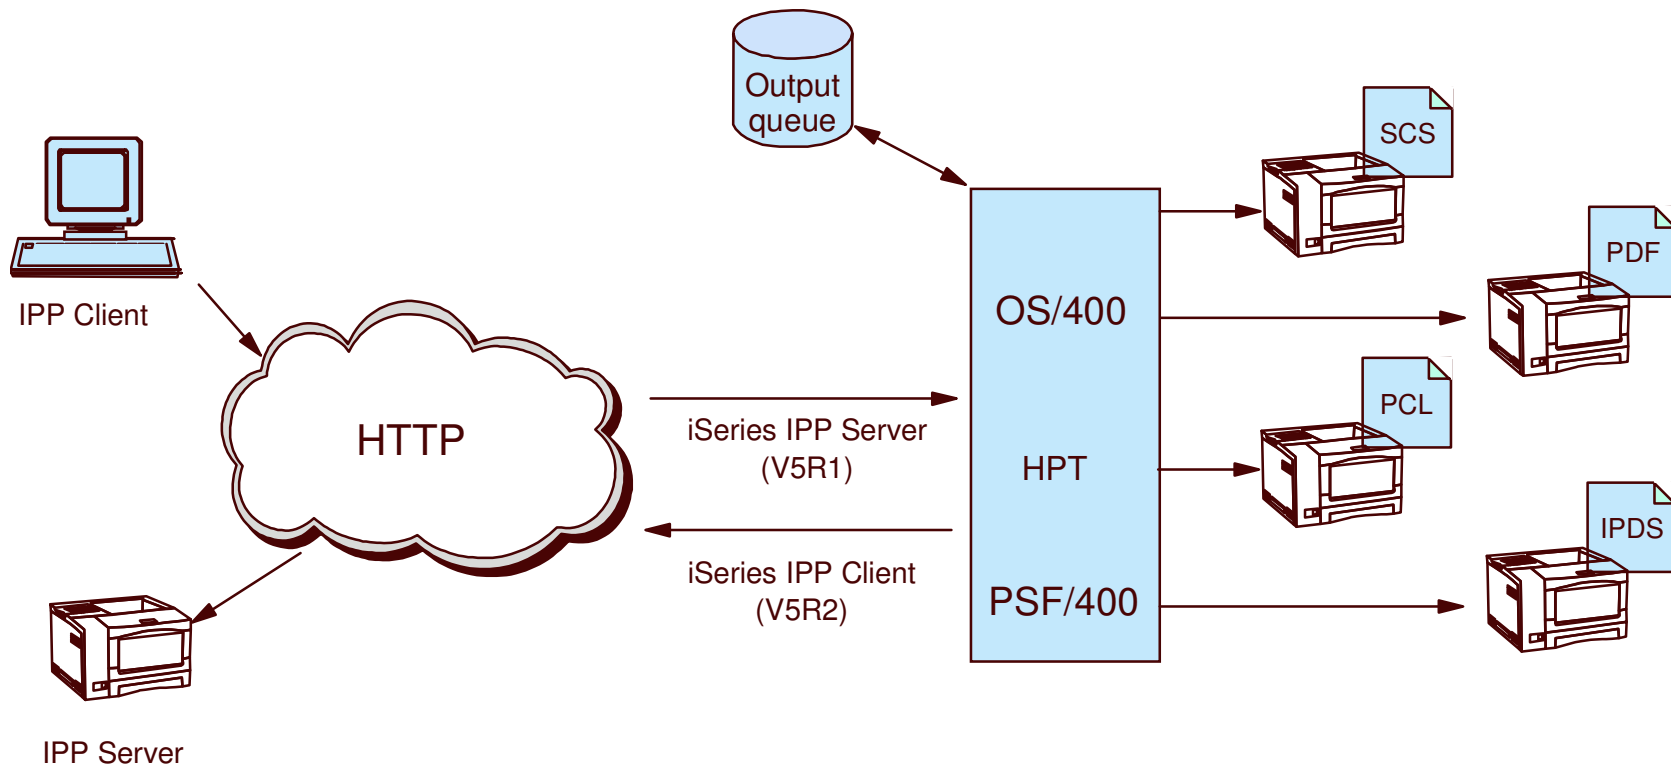 Output
queue
SCS
PDF
IPP Client
OS/400
PCL
iSeries IPP Server
(V5R1)
HTTP
HPT
IPDS
iSeries IPP Client
(V5R2)
PSF/400
IPP Server